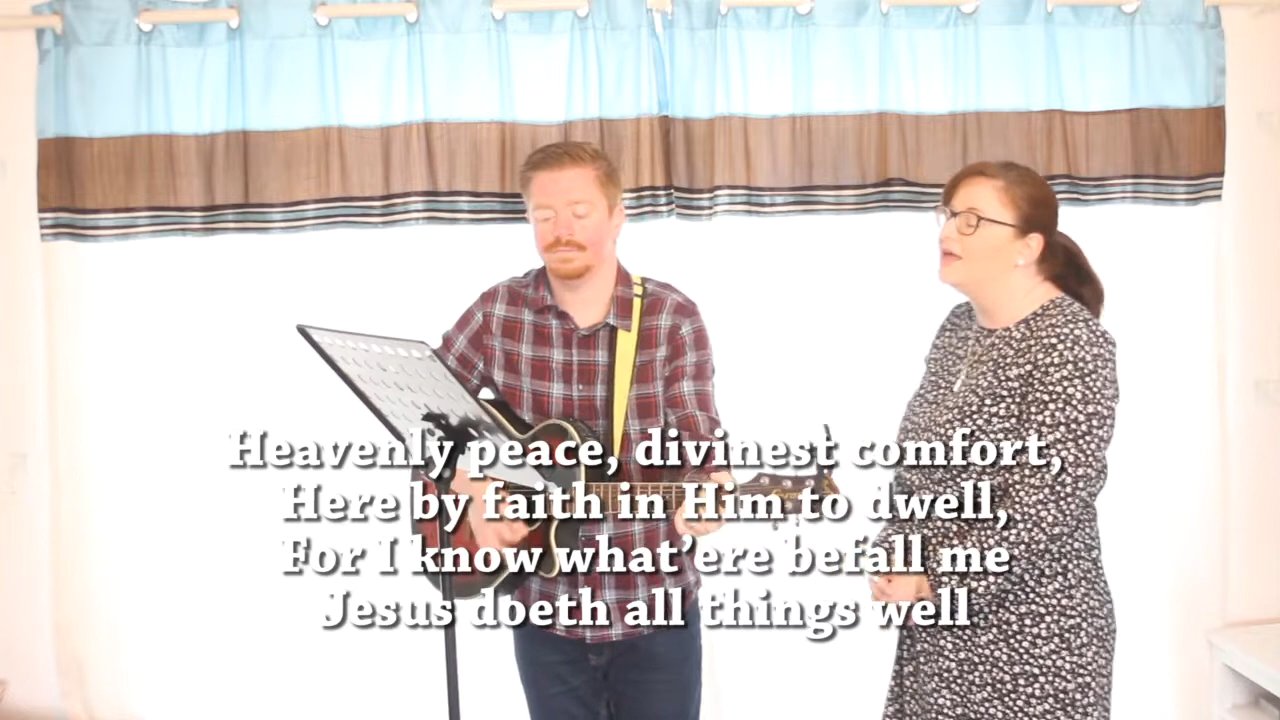 Heavenly peace, divinest comfort,
Here by faith in Him to dwell,
For I know what’ere befall me
Jesus doeth all things well